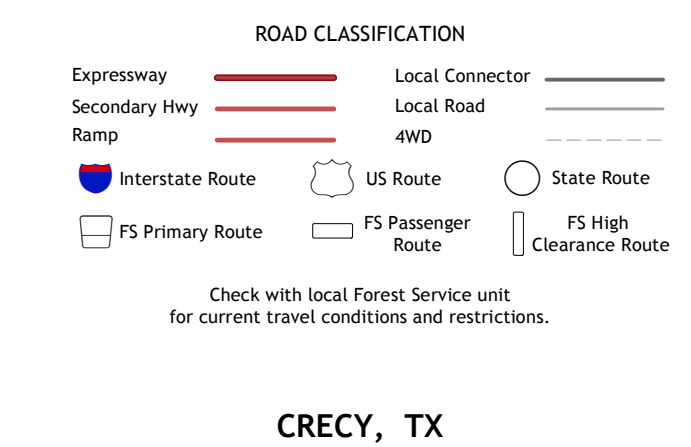 ROAD CLASSIFICATION
Expressway
Local Connector
Secondary Hwy
Local Road
Ramp
4WD
Interstate Route
US Route
State Route
FS Primary Route
FS Passenger
Route
FS High
Clearance Route
Check with local Forest Service unit
for current travel conditions and restrictions.
CRECY, TX